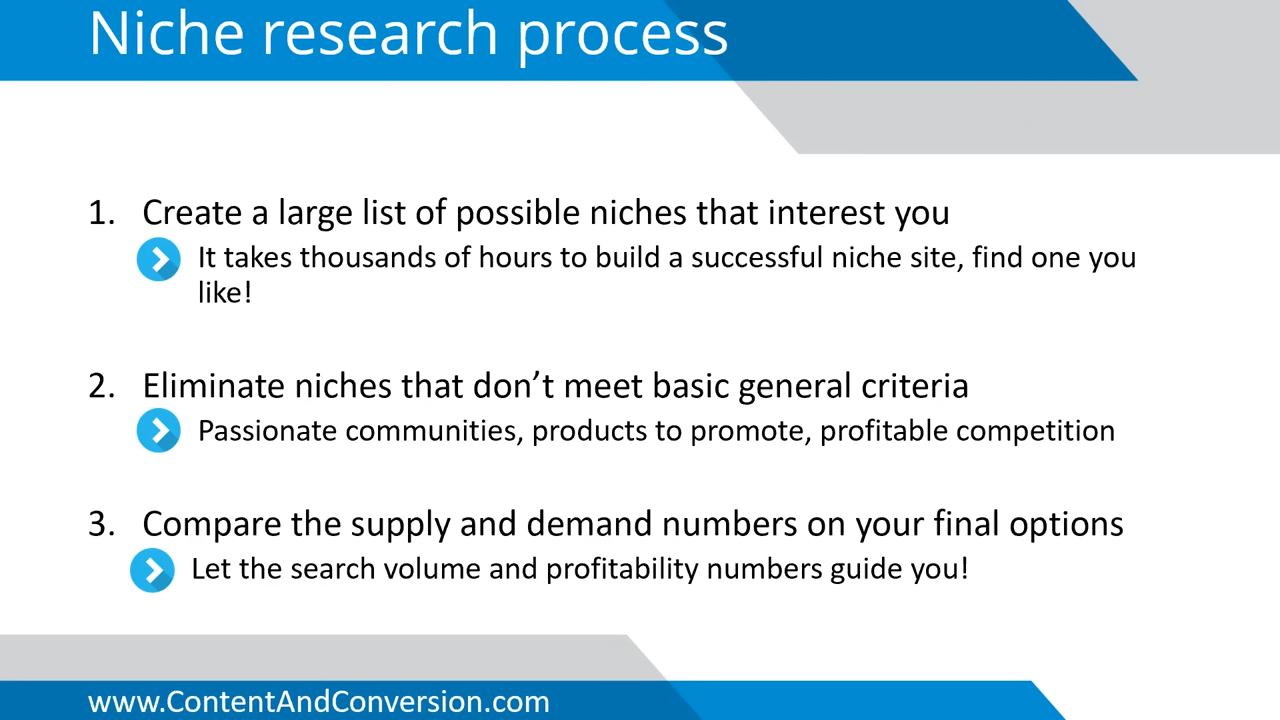 Niche research process
1. Create a large list of possible niches that interest you
It takes thousands of hours to build a successful niche site, find one you
like!
2. Eliminate niches that don’t meet basic general criteria
Passionate communities, products to promote, profitable competition
3. Compare the supply and demand numbers on your final options
Let the search volume and profitability numbers guide you!
www.ContentAndConversion.com